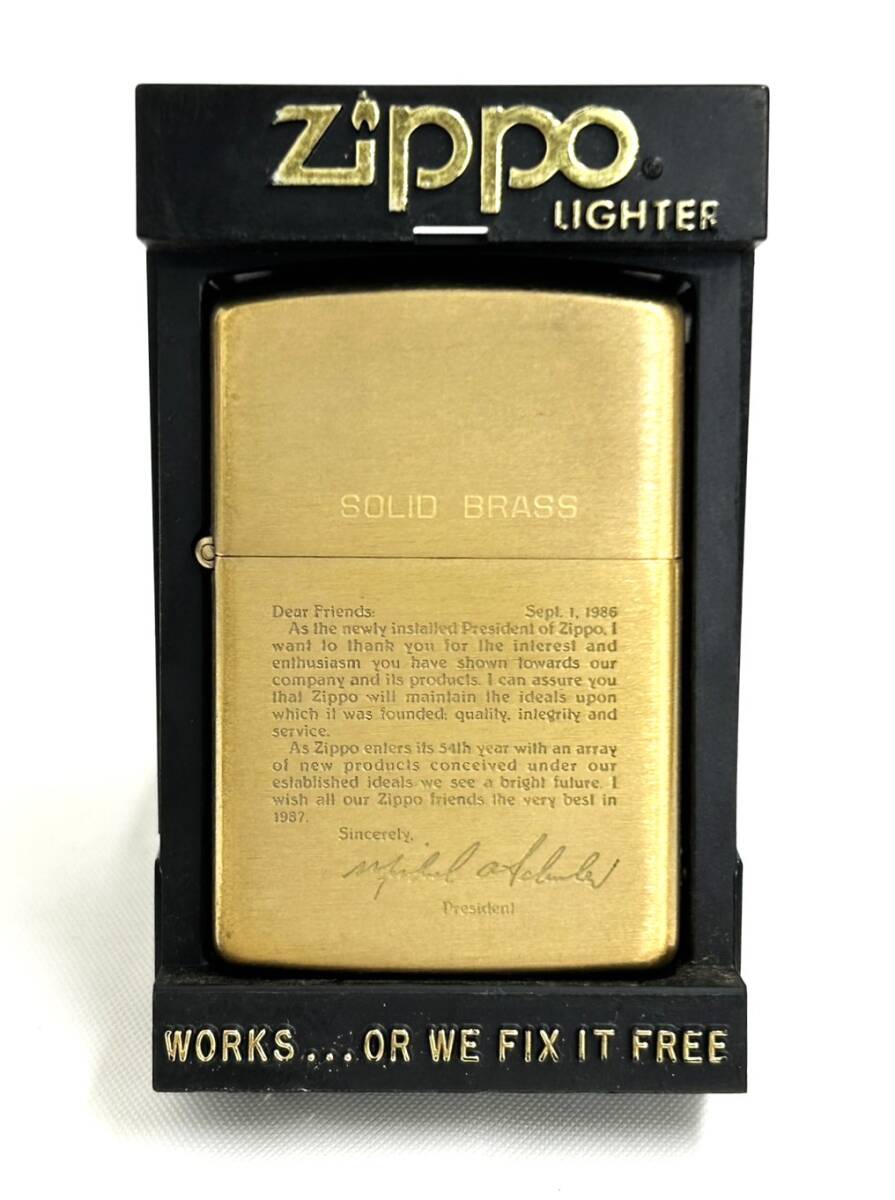 Zippo
LIGHTER
SOLID BRASS
Dear Friends: Sept. 1, 1986
As the newly installed President of Zippo, I
want to thank you for the interest and
enthusiasm you have shown towards our
company and its products. I can assure you
that Zippo will maintain the ideals upon
which it was founded; quality, integrity and
service.
As Zippo enters its 54th year with an array
of new products conceived under our
established ideals we see a bright future. I
wish all our Zippo friends the very best in
1987.
Sincerely,
President
WORKS...OR WE FIX IT FREE